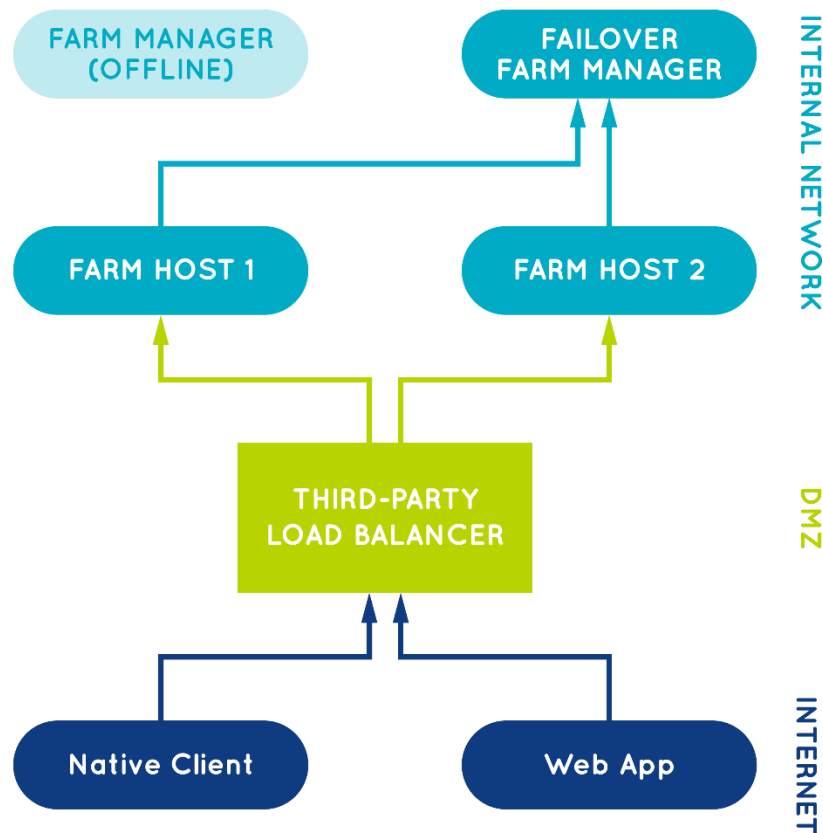 FARM MANAGER
(OFFLINE)
FAILOVER
FARM MANAGER
INTERNAL NETWORK
FARM HOST 1
FARM HOST 2
THIRD-PARTY
LOAD BALANCER
DMZ
Native Client
Web App
INTERNET